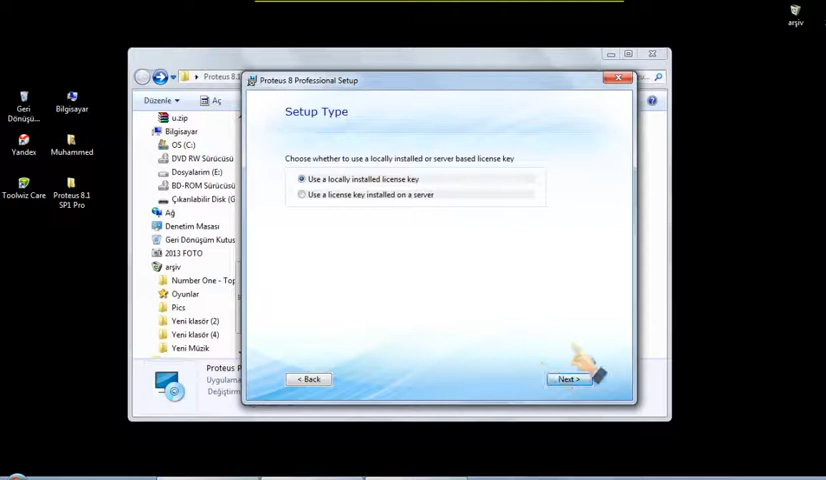 arşiv
Proteus 8.1
Proteus 8 Professional Setup
Düzenle
Aç
Setup Type
Geri
Dönüşü...
Bilgisayar
Yandex
Muhammed
Toolwiz Care
Proteus 8.1
SP1 Pro
u.zip
Bilgisayar
OS (C:)
DVD RW Sürücüsü
Dosyalarim (E:)
BD-ROM Sürücüsü
Çıkarılabilir Disk (G
Ağ
Denetim Masası
Geri Dönüşüm Kutus
2013 FOTO
arşiv
Number One - Top
Oyunlar
Pics
Yeni klasör (2)
Yeni klasör (4)
Yeni Müzik
Choose whether to use a locally installed or server based license key
Use a locally installed license key
Use a license key installed on a server
Proteus P
Uygulama
Değiştirm
< Back
Next >